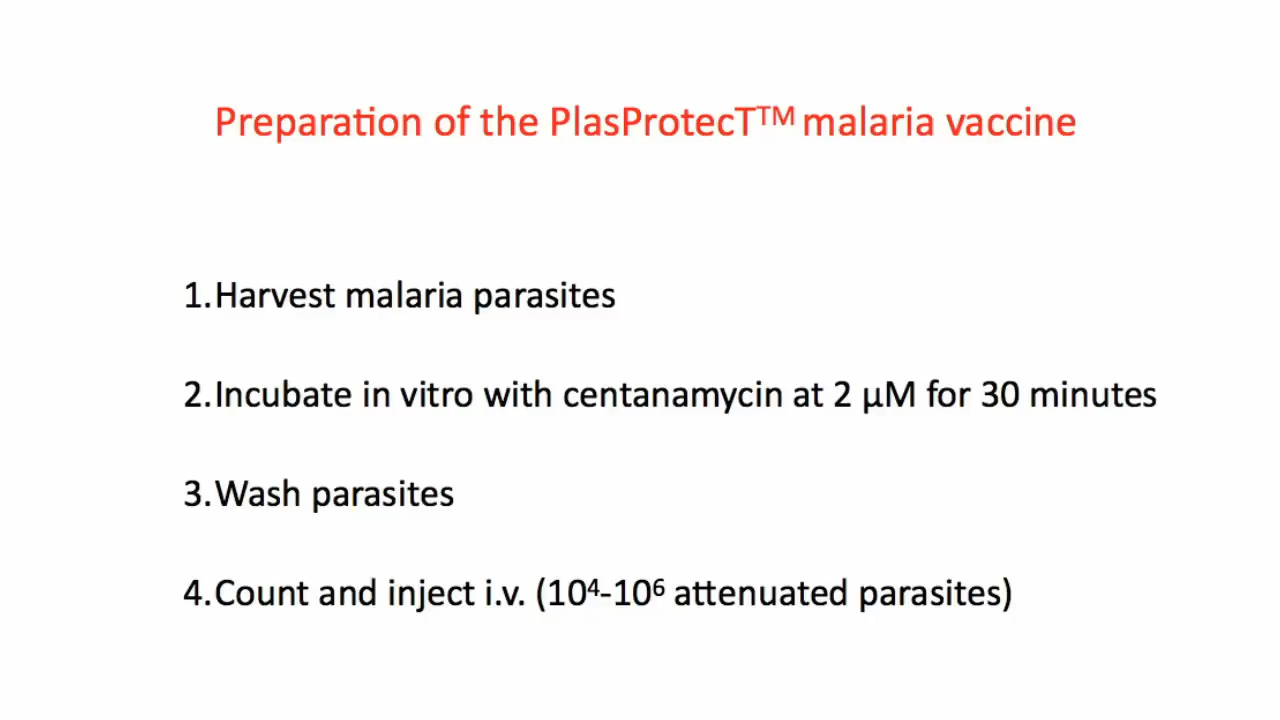 Preparation of the PlasProtecT™ malaria vaccine
1.Harvest malaria parasites
2.Incubate in vitro with centanamycin at 2 μM for 30 minutes
3.Wash parasites
4.Count and inject i.v. (10⁴-10⁶ attenuated parasites)